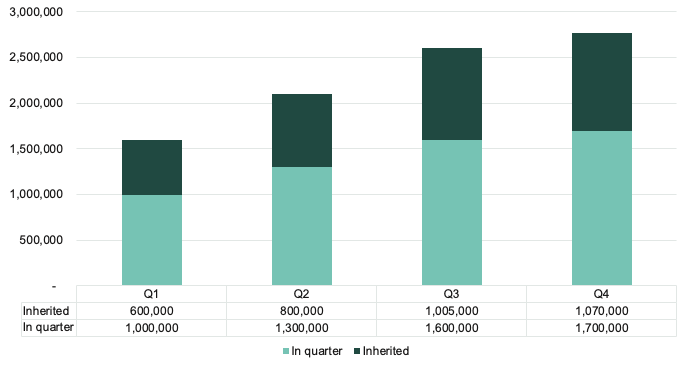 3,000,000
2,500,000
2,000,000
1,500,000
1,000,000
500,000
-
Q1 Q2 Q3 Q4
Inherited 600,000 800,000 1,005,000 1,070,000
In quarter 1,000,000 1,300,000 1,600,000 1,700,000
In quarter Inherited